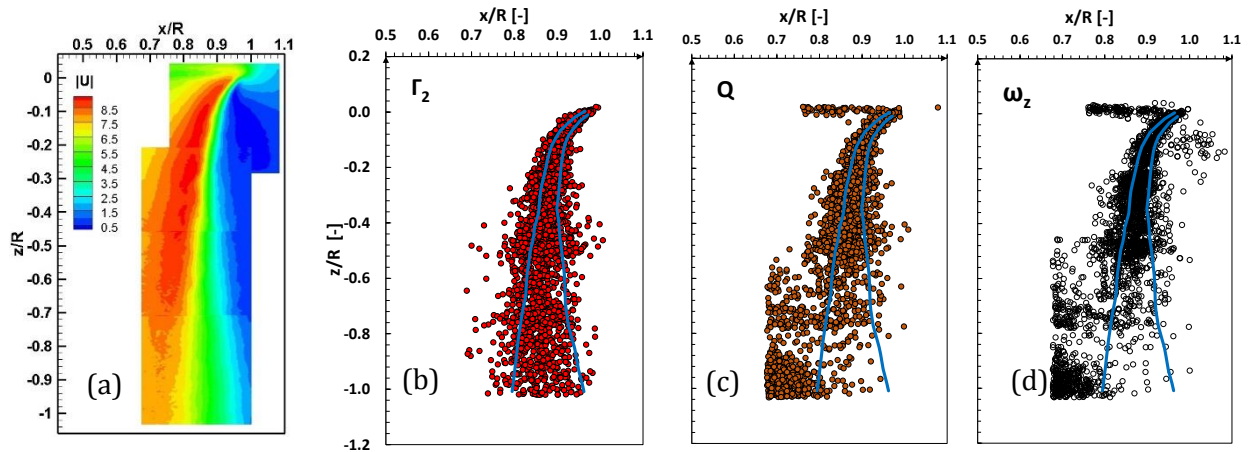 x/R
0.5 0.6 0.7 0.8 0.9 1 1.1
|U|
8.5
7.5
6.5
5.5
4.5
3.5
2.5
1.5
0.5
0
-0.1
-0.2
-0.3
-0.4
-0.5
-0.6
-0.7
-0.8
-0.9
-1
z/R
(a)
x/R [-]
0.5 0.6 0.7 0.8 0.9 1.0 1.1
0.2
0.0
-0.2
-0.4
-0.6
-0.8
-1.0
-1.2
z/R [-]
Γ2
(b)
x/R [-]
0.5 0.6 0.7 0.8 0.9 1.0 1.1
Q
(c)
x/R [-]
0.5 0.6 0.7 0.8 0.9 1.0 1.1
ωz
(d)